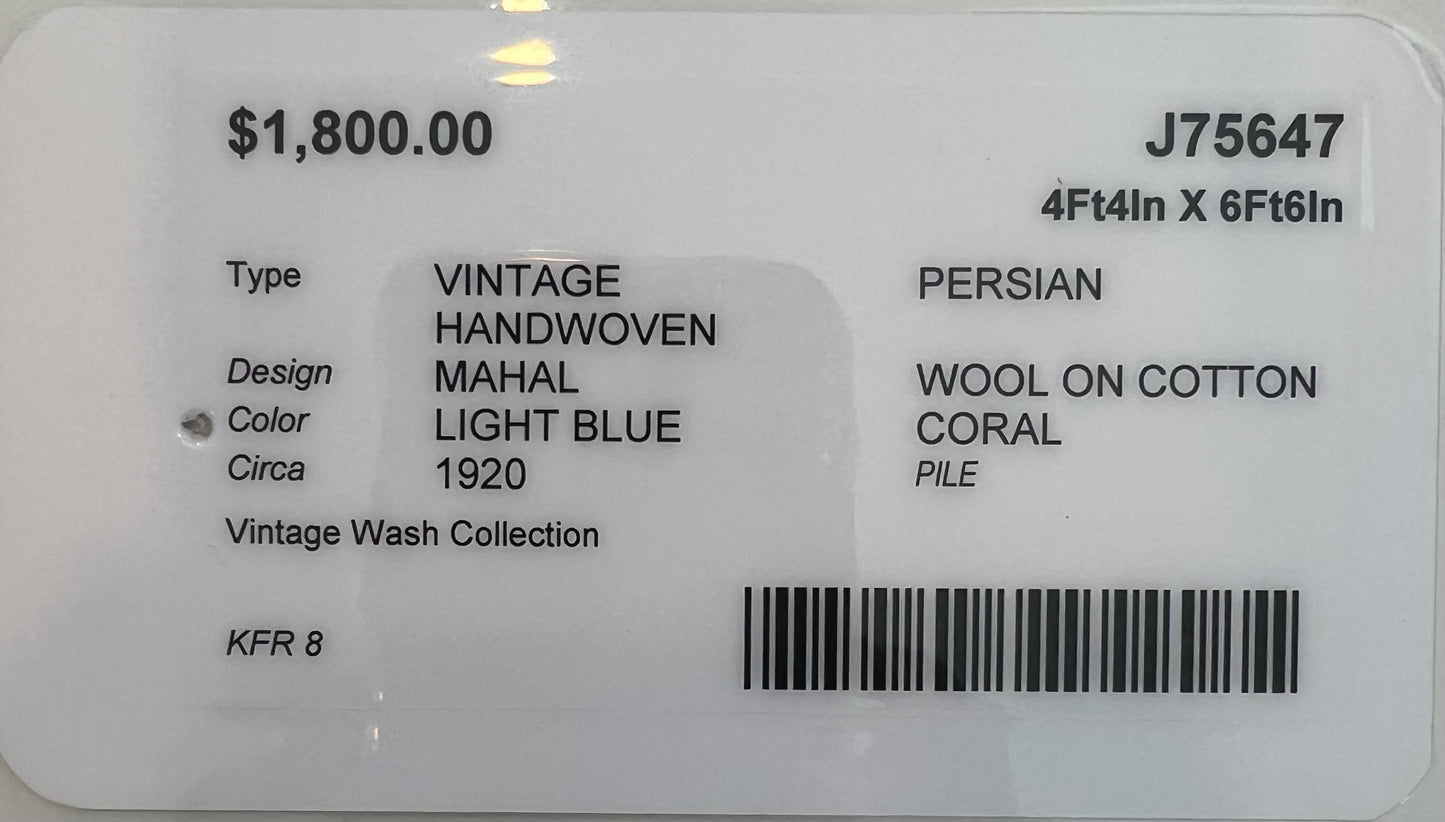 $1,800.00 J75647
4Ft4In X 6Ft6In
Type VINTAGE PERSIAN
HANDWOVEN
Design MAHAL WOOL ON COTTON
Color LIGHT BLUE CORAL
Circa 1920 PILE
Vintage Wash Collection
KFR 8